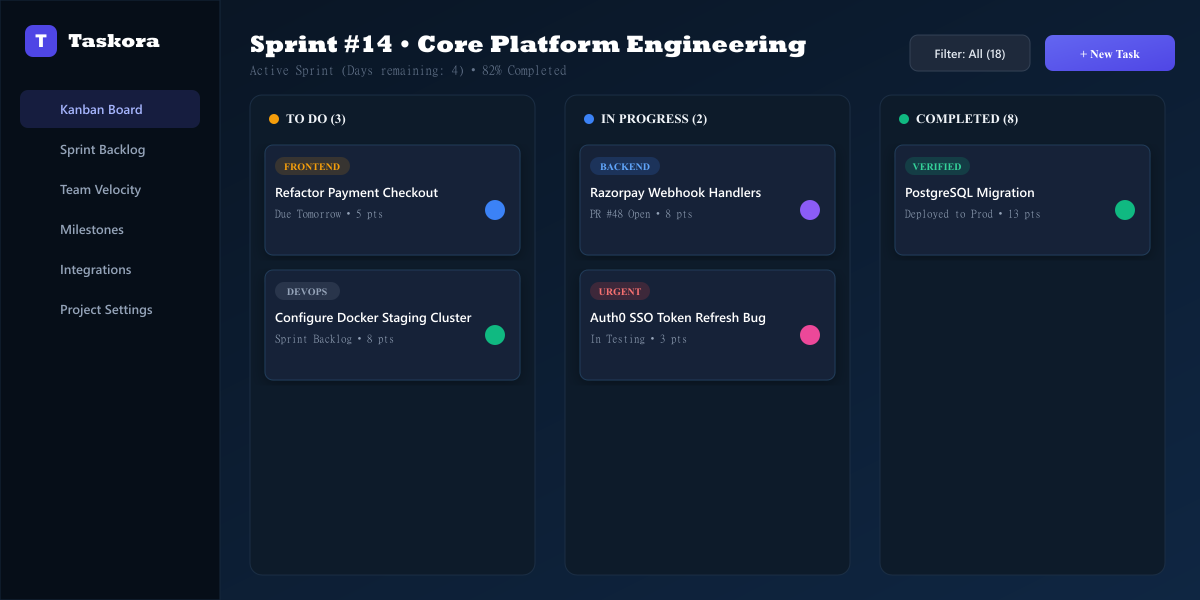 T Taskora
Kanban Board
Sprint Backlog
Team Velocity
Milestones
Integrations
Project Settings
Sprint #14 • Core Platform Engineering
Active Sprint (Days remaining: 4) • 82% Completed
Filter: All (18)
+ New Task
TO DO (3)
FRONTEND
Refactor Payment Checkout
Due Tomorrow • 5 pts
DEVOPS
Configure Docker Staging Cluster
Sprint Backlog • 8 pts
IN PROGRESS (2)
BACKEND
Razorpay Webhook Handlers
PR #48 Open • 8 pts
URGENT
Auth0 SSO Token Refresh Bug
In Testing • 3 pts
COMPLETED (8)
VERIFIED
PostgreSQL Migration
Deployed to Prod • 13 pts